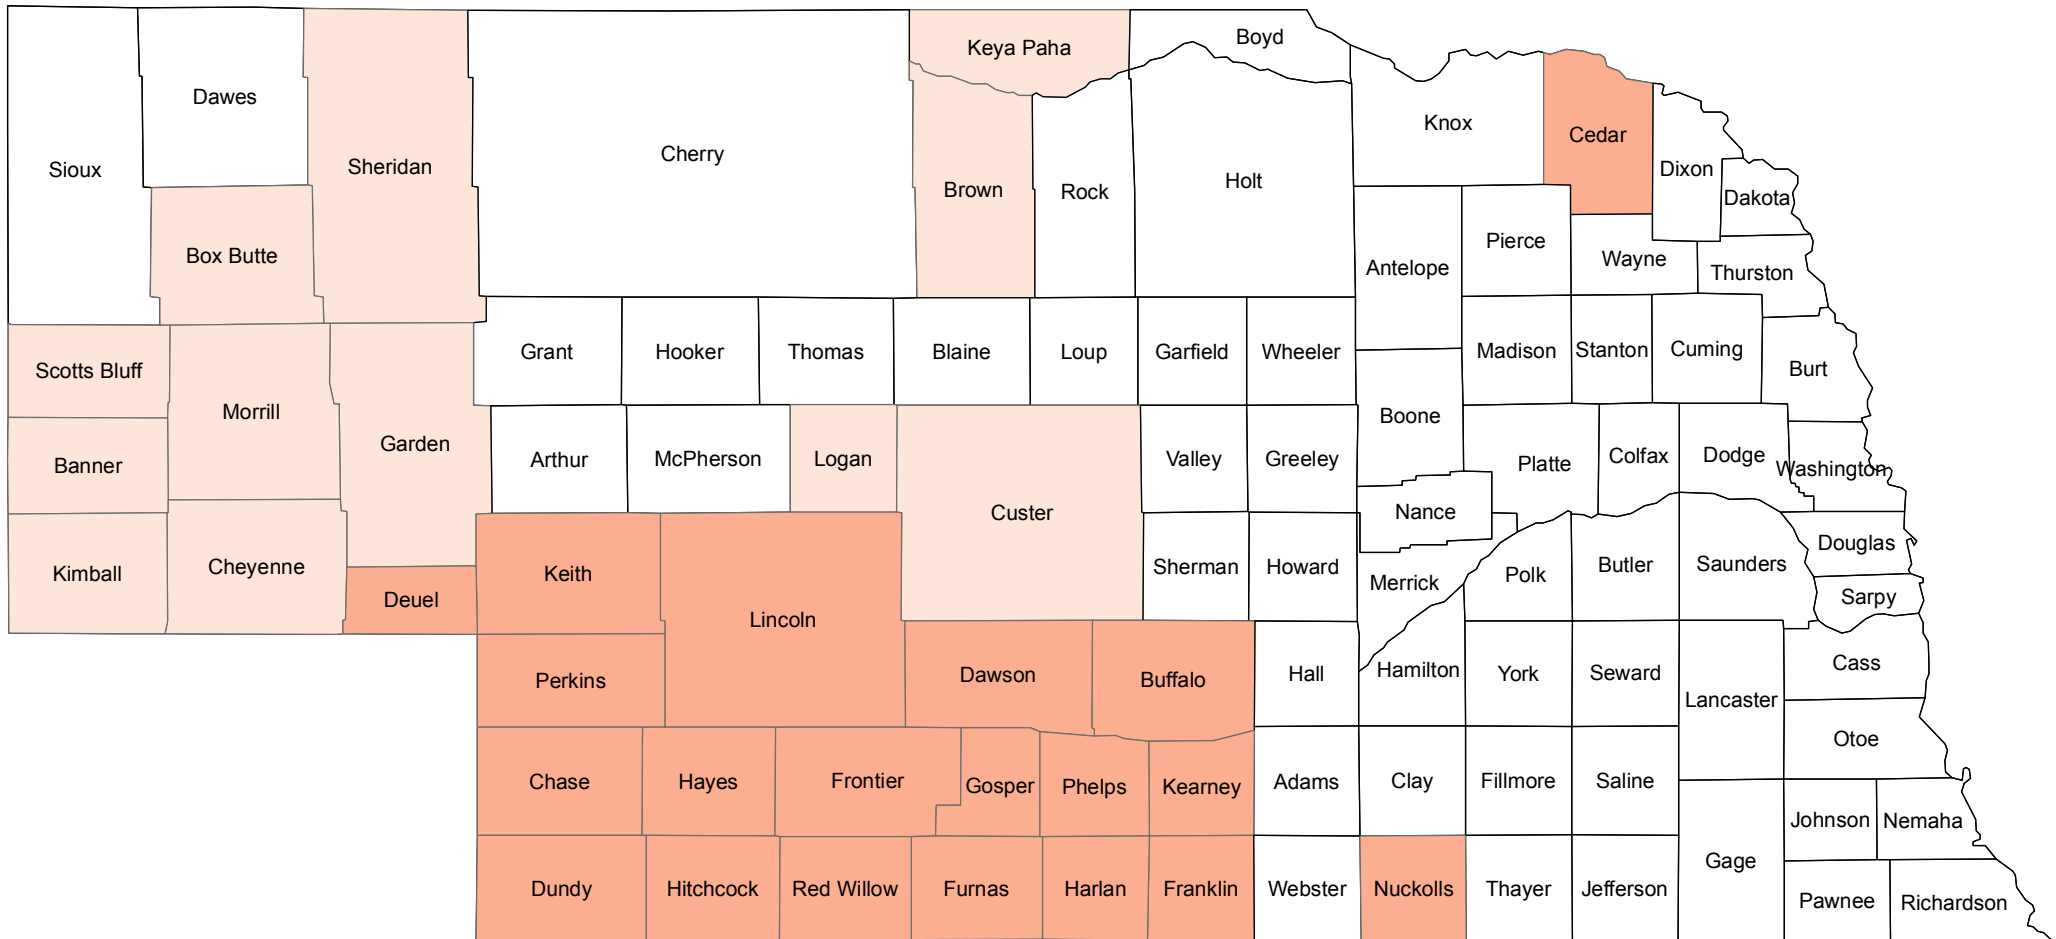 Boyd
Keya Paha
Dawes
Knox
Cedar
Sioux
Sheridan
Cherry
Brown
Rock
Holt
Dixon
Dakota
Box Butte
Antelope
Pierce
Wayne
Thurston
Scotts Bluff
Grant
Hooker
Thomas
Blaine
Loup
Garfield
Wheeler
Madison
Stanton
Cuming
Burt
Morrill
Garden
Boone
Banner
Arthur
McPherson
Logan
Valley
Greeley
Platte
Colfax
Dodge
Washington
Custer
Nance
Kimball
Cheyenne
Deuel
Keith
Lincoln
Sherman
Howard
Merrick
Polk
Butler
Saunders
Douglas
Sarpy
Perkins
Dawson
Buffalo
Hall
Hamilton
York
Seward
Lancaster
Cass
Otoe
Chase
Hayes
Frontier
Gosper
Phelps
Kearney
Adams
Clay
Fillmore
Saline
Johnson
Nemaha
Gage
Dundy
Hitchcock
Red Willow
Furnas
Harlan
Franklin
Webster
Nuckolls
Thayer
Jefferson
Pawnee
Richardson